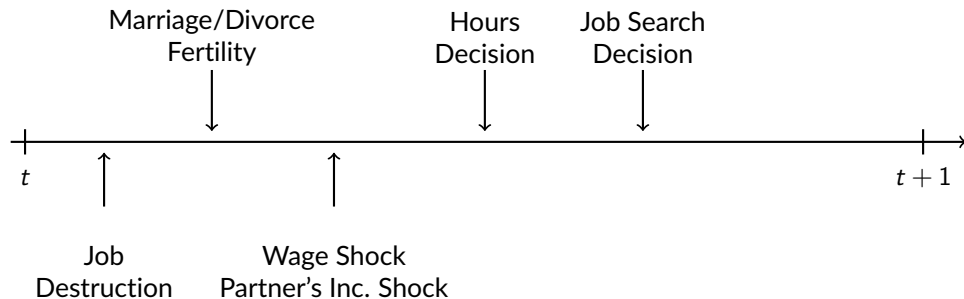 Marriage/Divorce
Fertility
Hours
Decision
Job Search
Decision
t
t + 1
Job
Destruction
Wage Shock
Partner's Inc. Shock